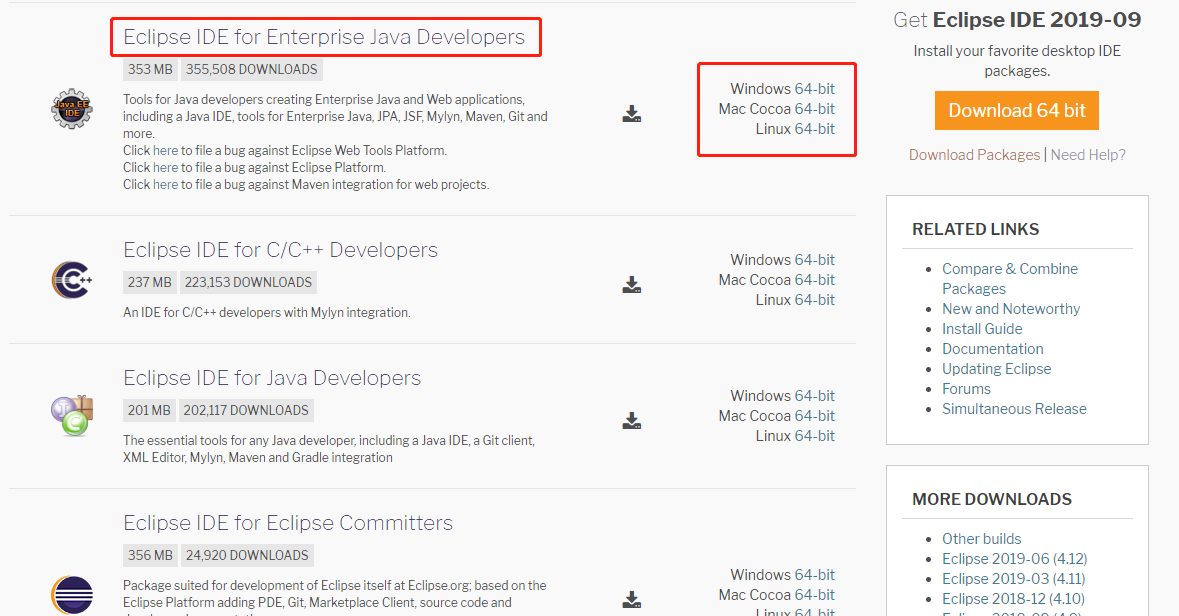 Eclipse IDE for Enterprise Java Developers
353 MB 355,508 DOWNLOADS
Java EE
IDE
Tools for Java developers creating Enterprise Java and Web applications,
including a Java IDE, tools for Enterprise Java, JPA, JSF, Mylyn, Maven, Git and
more.
Click here to file a bug against Eclipse Web Tools Platform.
Click here to file a bug against Eclipse Platform.
Click here to file a bug against Maven integration for web projects.
Windows 64-bit
Mac Cocoa 64-bit
Linux 64-bit
Eclipse IDE for C/C++ Developers
237 MB 223,153 DOWNLOADS
C++
An IDE for C/C++ developers with Mylyn integration.
Windows 64-bit
Mac Cocoa 64-bit
Linux 64-bit
Eclipse IDE for Java Developers
201 MB 202,117 DOWNLOADS
J
C
The essential tools for any Java developer, including a Java IDE, a Git client,
XML Editor, Mylyn, Maven and Gradle integration
Windows 64-bit
Mac Cocoa 64-bit
Linux 64-bit
Eclipse IDE for Eclipse Committers
356 MB 24,920 DOWNLOADS
Package suited for development of Eclipse itself at Eclipse.org; based on the
Eclipse Platform adding PDE, Git, Marketplace Client, source code and
Windows 64-bit
Mac Cocoa 64-bit
Linux 64-bit
Get Eclipse IDE 2019-09
Install your favorite desktop IDE
packages.
Download 64 bit
Download Packages | Need Help?
RELATED LINKS
Compare & Combine
Packages
New and Noteworthy
Install Guide
Documentation
Updating Eclipse
Forums
Simultaneous Release
MORE DOWNLOADS
Other builds
Eclipse 2019-06 (4.12)
Eclipse 2019-03 (4.11)
Eclipse 2018-12 (4.10)